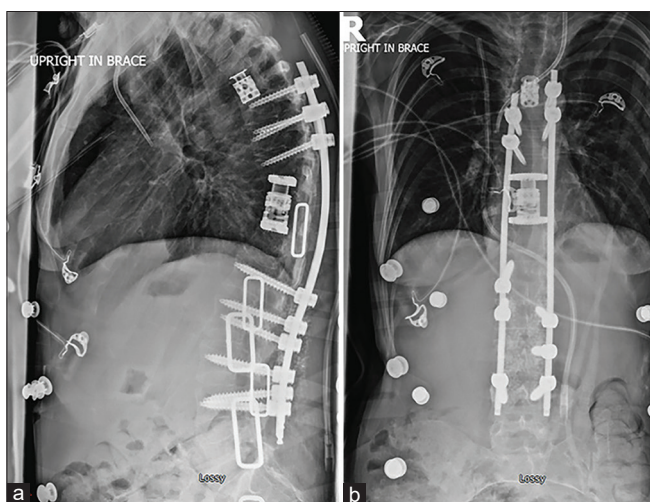 UPRIGHT IN BRACE
R
PRIGHT IN BRACE
Lossy
Lossy
a
b